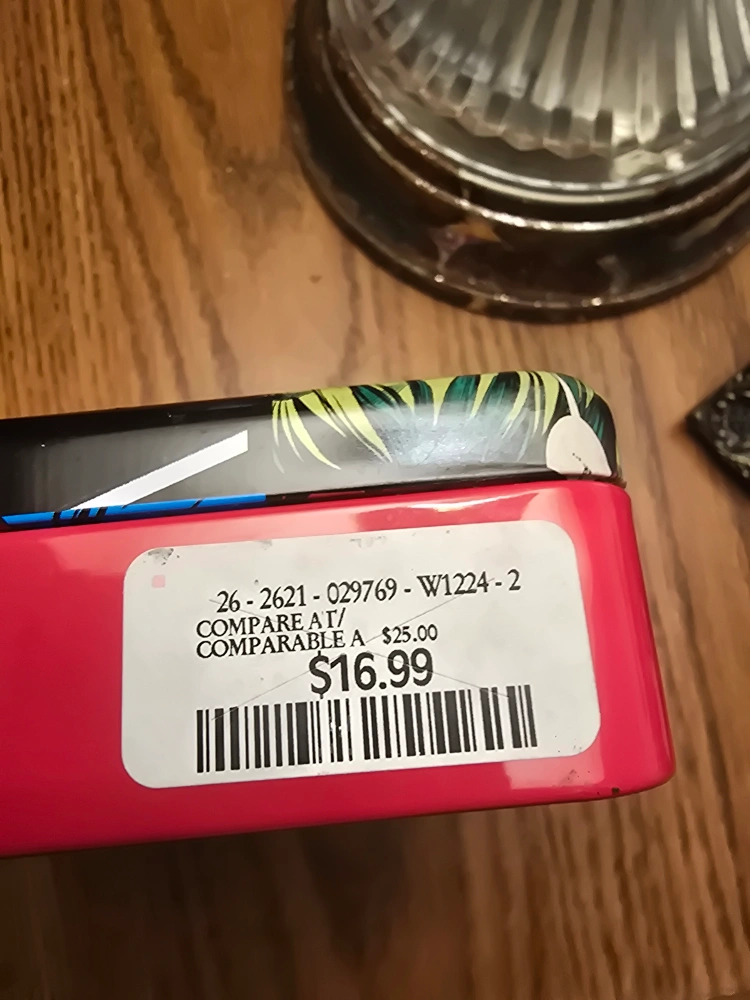 26 - 2621 - 029769 - W1224 - 2
COMPARE AT/
COMPARABLE A $25.00
$16.99